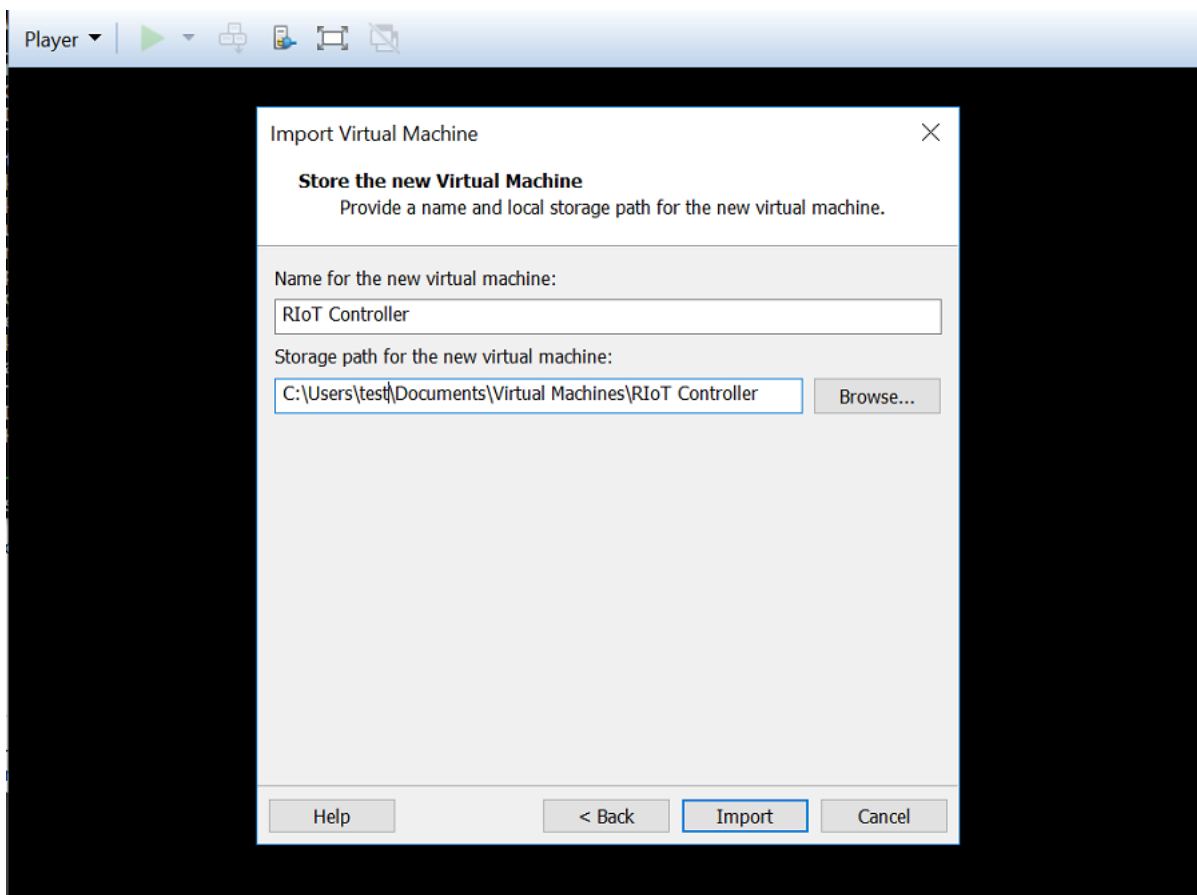 Player
Import Virtual Machine
Store the new Virtual Machine
Provide a name and local storage path for the new virtual machine.
Name for the new virtual machine:
RIoT Controller
Storage path for the new virtual machine:
C:\Users\test\Documents\Virtual Machines\RIoT Controller
Browse...
Help
< Back
Import
Cancel